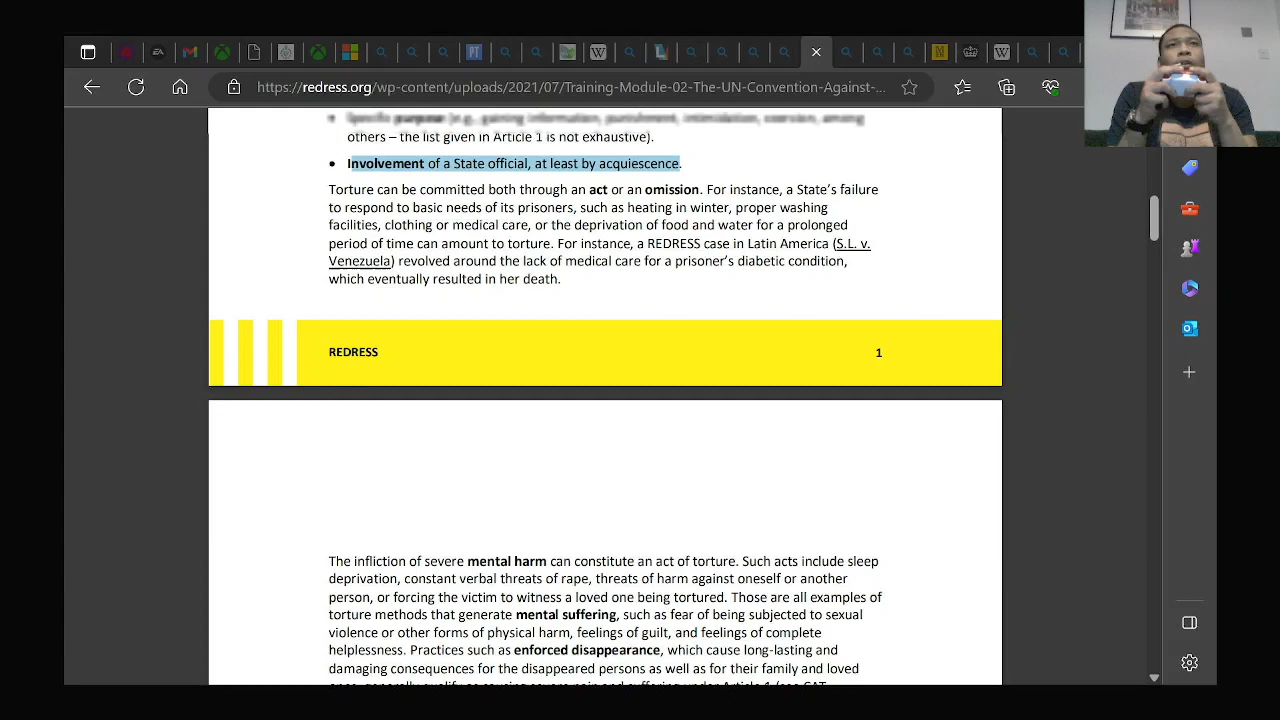 https://redress.org/wp-content/uploads/2021/07/Training-Module-02-The-UN-Convention-Against-...
• Specific purpose (e.g., gaining information, punishment, intimidation, coercion, among
others – the list given in Article 1 is not exhaustive).
• Involvement of a State official, at least by acquiescence.
Torture can be committed both through an act or an omission. For instance, a State’s failure
to respond to basic needs of its prisoners, such as heating in winter, proper washing
facilities, clothing or medical care, or the deprivation of food and water for a prolonged
period of time can amount to torture. For instance, a REDRESS case in Latin America (S.L. v.
Venezuela) revolved around the lack of medical care for a prisoner’s diabetic condition,
which eventually resulted in her death.
REDRESS 1
The infliction of severe mental harm can constitute an act of torture. Such acts include sleep
deprivation, constant verbal threats of rape, threats of harm against oneself or another
person, or forcing the victim to witness a loved one being tortured. Those are all examples of
torture methods that generate mental suffering, such as fear of being subjected to sexual
violence or other forms of physical harm, feelings of guilt, and feelings of complete
helplessness. Practices such as enforced disappearance, which cause long-lasting and
damaging consequences for the disappeared persons as well as for their family and loved